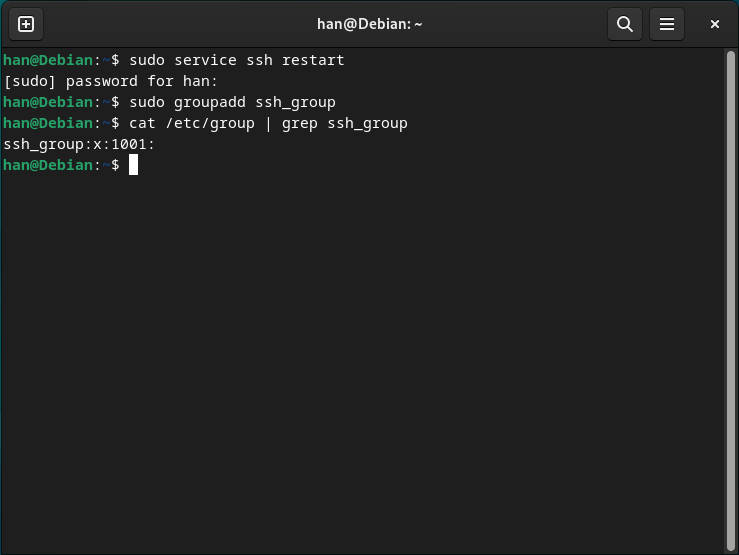 han@Debian: ~
han@Debian:~$ sudo service ssh restart
[sudo] password for han:
han@Debian:~$ sudo groupadd ssh_group
han@Debian:~$ cat /etc/group | grep ssh_group
ssh_group:x:1001:
han@Debian:~$